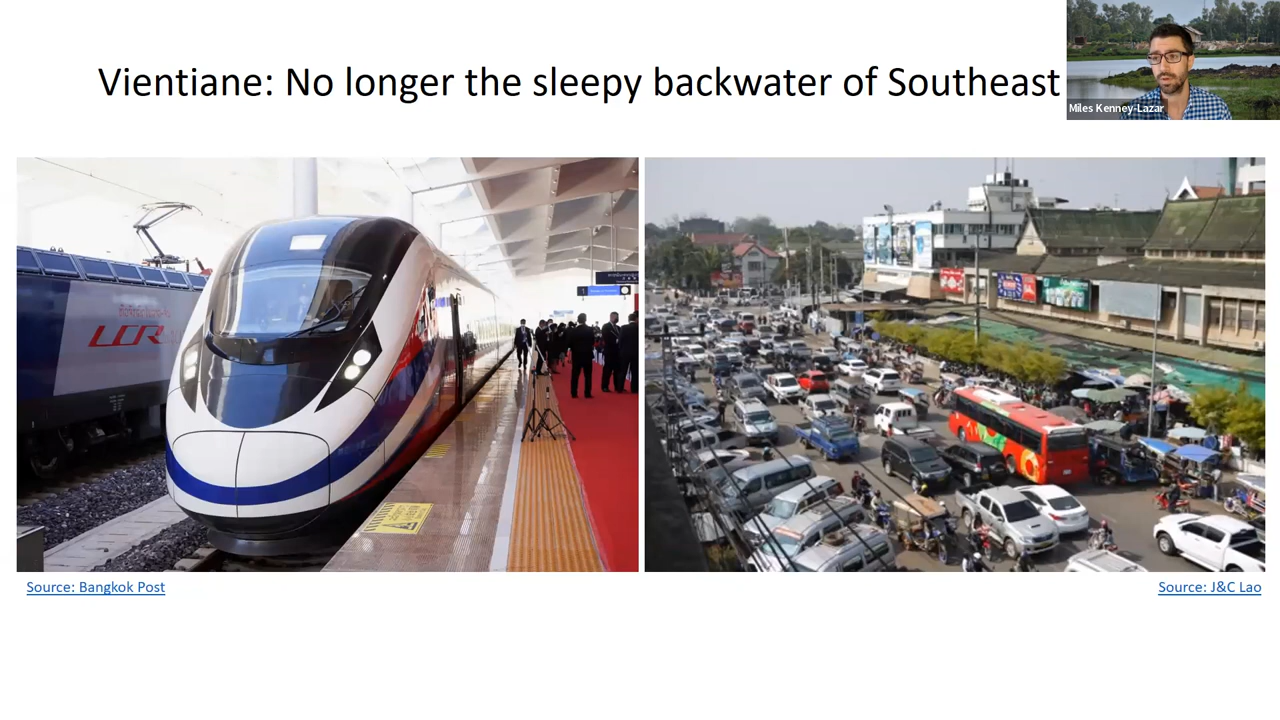 Vientiane: No longer the sleepy backwater of Southeast
Miles Kenney-Lazar
LCR
Source: Bangkok Post
Source: J&C Lao